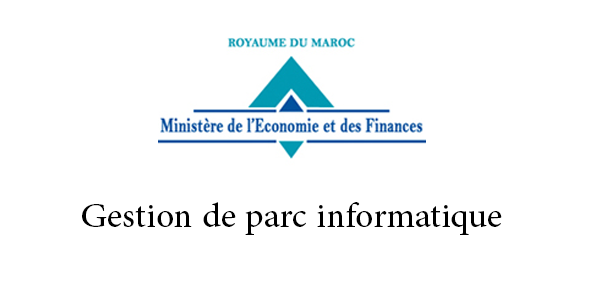 ROYAUME DU MAROC
Ministère de l'Economie et des Finances
Gestion de parc informatique